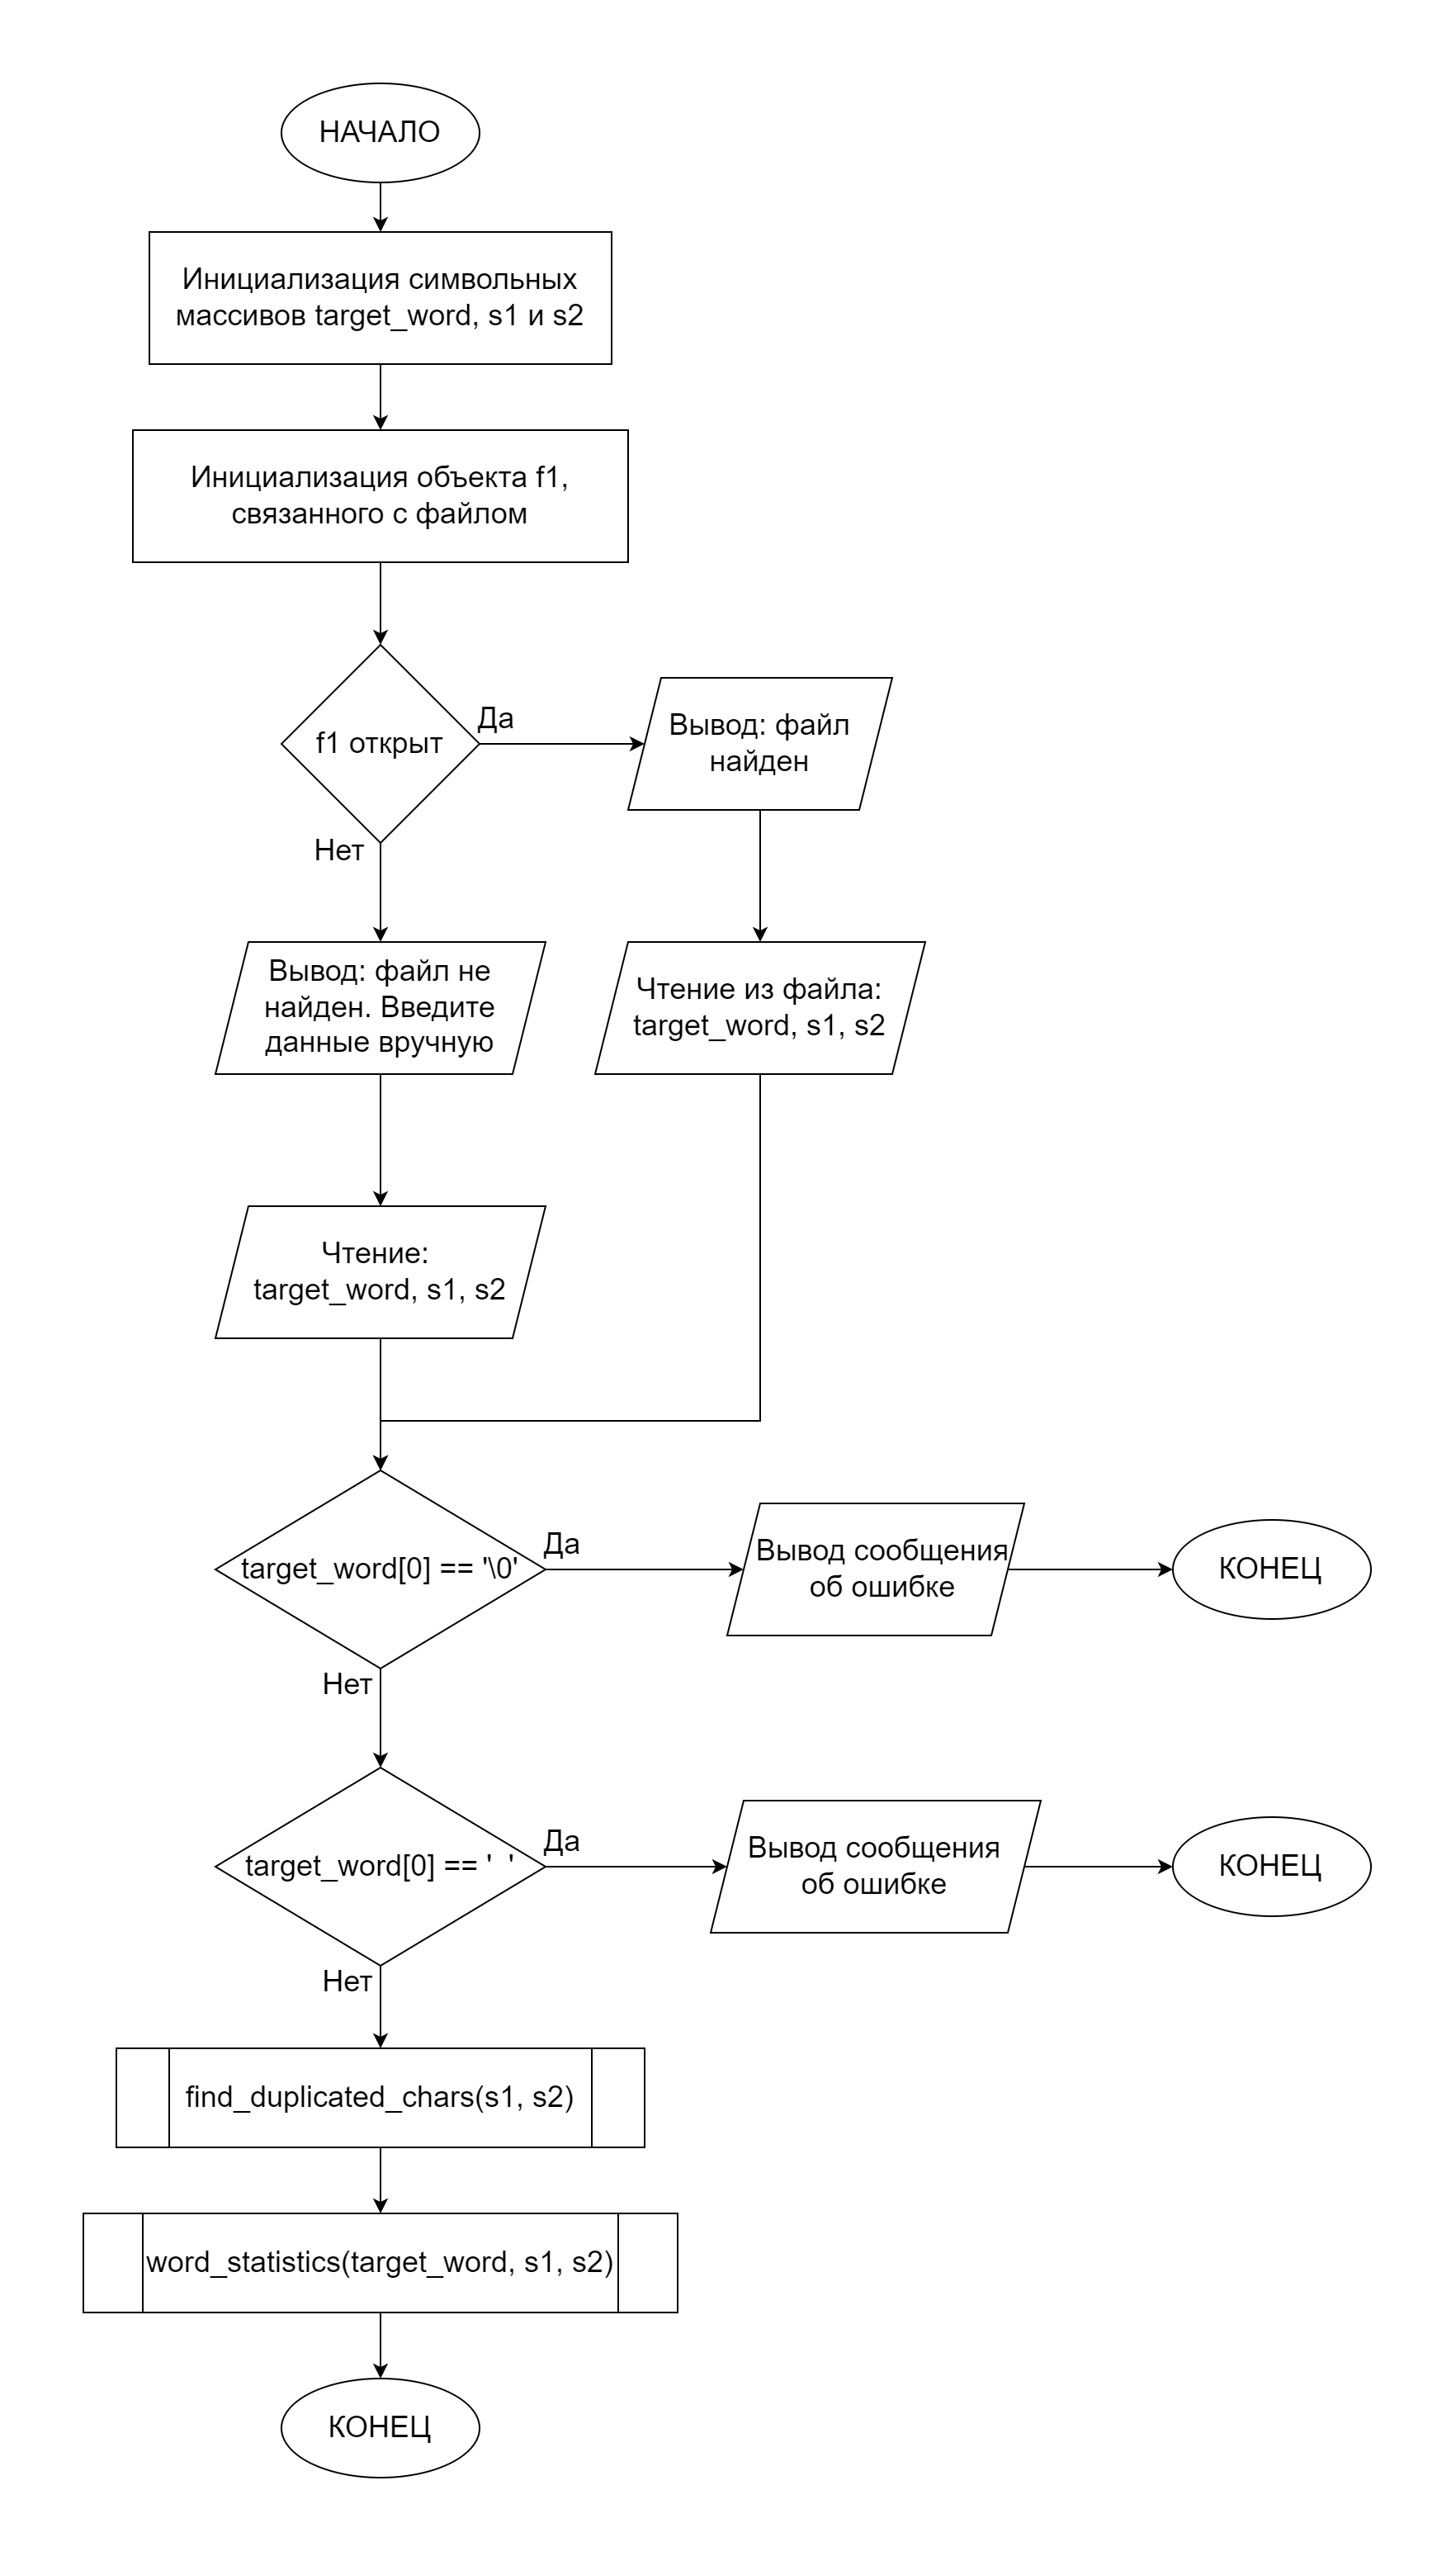 НАЧАЛО
Инициализация символьных
массивов target_word, s1 и s2
Инициализация объекта f1,
связанного с файлом
f1 открыт
Да
Вывод: файл
найден
Нет
Вывод: файл не
найден. Введите
данные вручную
Чтение из файла:
target_word, s1, s2
Чтение:
target_word, s1, s2
target_word[0] == '\0'
Да
Вывод сообщения
об ошибке
КОНЕЦ
Нет
target_word[0] == '  '
Да
Вывод сообщения
об ошибке
КОНЕЦ
Нет
find_duplicated_chars(s1, s2)
word_statistics(target_word, s1, s2)
КОНЕЦ